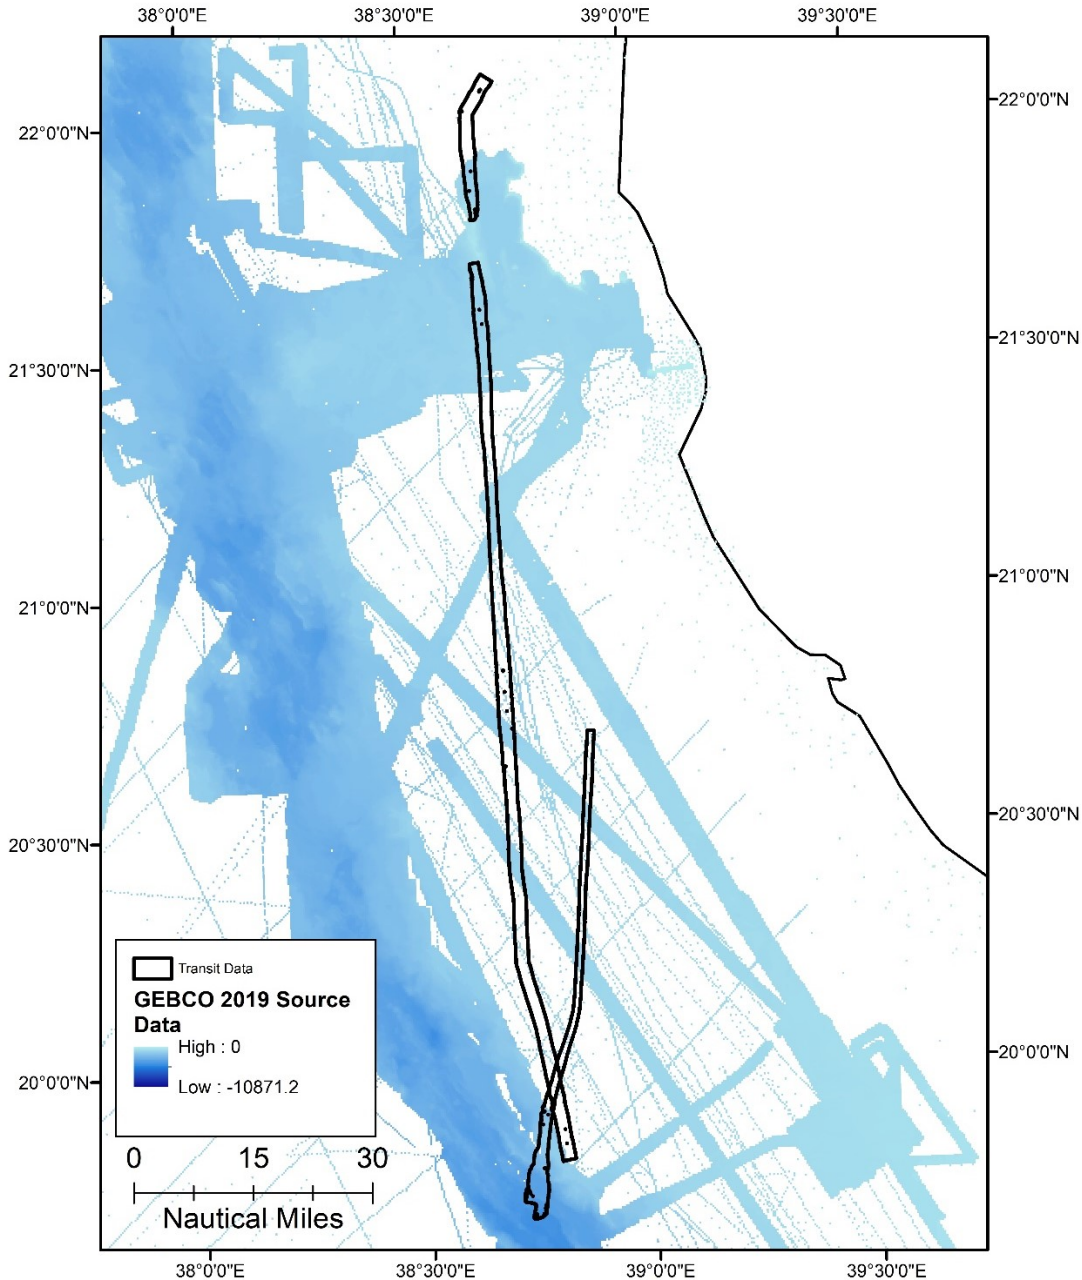 38°0'0"E 38°30'0"E 39°0'0"E 39°30'0"E
22°0'0"N
22°0'0"N
21°30'0"N
21°30'0"N
21°0'0"N
21°0'0"N
20°30'0"N
20°30'0"N
20°0'0"N
20°0'0"N
Transit Data
GEBCO 2019 Source
Data
High : 0
Low : -10871.2
0 15 30
Nautical Miles
38°0'0"E 38°30'0"E 39°0'0"E 39°30'0"E